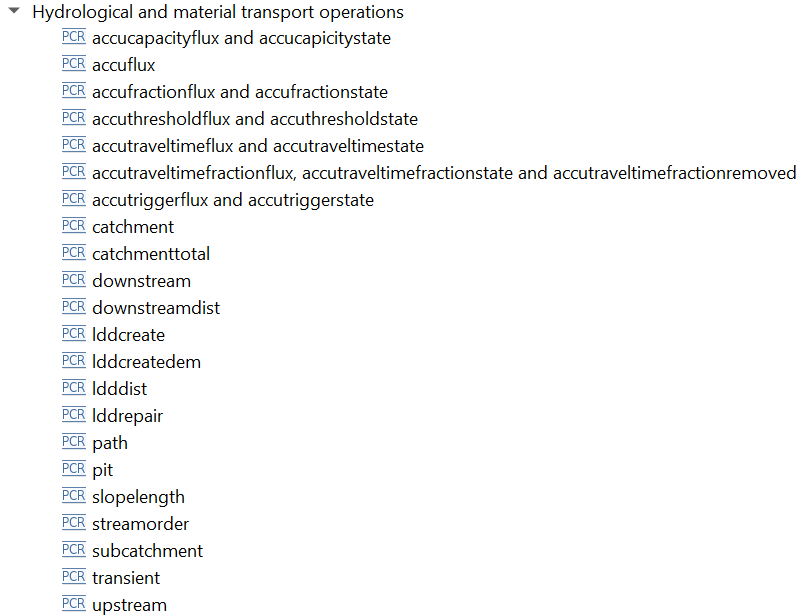 Hydrological and material transport operations
PCR accucapacityflux and accucapicitystate
PCR accuflux
PCR accufractionflux and accufractionstate
PCR accuthresholdflux and accuthresholdstate
PCR accutraveltimeflux and accutraveltimestate
PCR accutraveltimefractionflux, accutraveltimefractionstate and accutraveltimefractionremoved
PCR accutriggerflux and accutriggerstate
PCR catchment
PCR catchmenttotal
PCR downstream
PCR downstreamdist
PCR lddcreate
PCR lddcreatedem
PCR ldddist
PCR lddrepair
PCR path
PCR pit
PCR slopelength
PCR streamorder
PCR subcatchment
PCR transient
PCR upstream